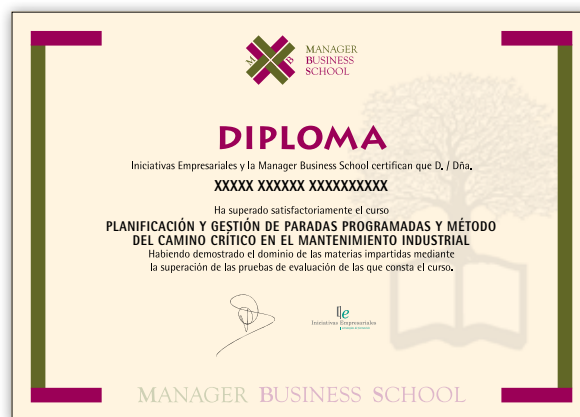 M B
MANAGER
BUSINESS
SCHOOL
DIPLOMA
Iniciativas Empresariales y la Manager Business School certifican que D. / Dña.
XXXXX XXXXXX XXXXXXXXXX
Ha superado satisfactoriamente el curso
PLANIFICACIÓN Y GESTIÓN DE PARADAS PROGRAMADAS Y MÉTODO
DEL CAMINO CRÍTICO EN EL MANTENIMIENTO INDUSTRIAL
Habiendo demostrado el dominio de las materias impartidas mediante
la superación de las pruebas de evaluación de las que consta el curso.
Iniciativas Empresariales
MANAGER BUSINESS SCHOOL